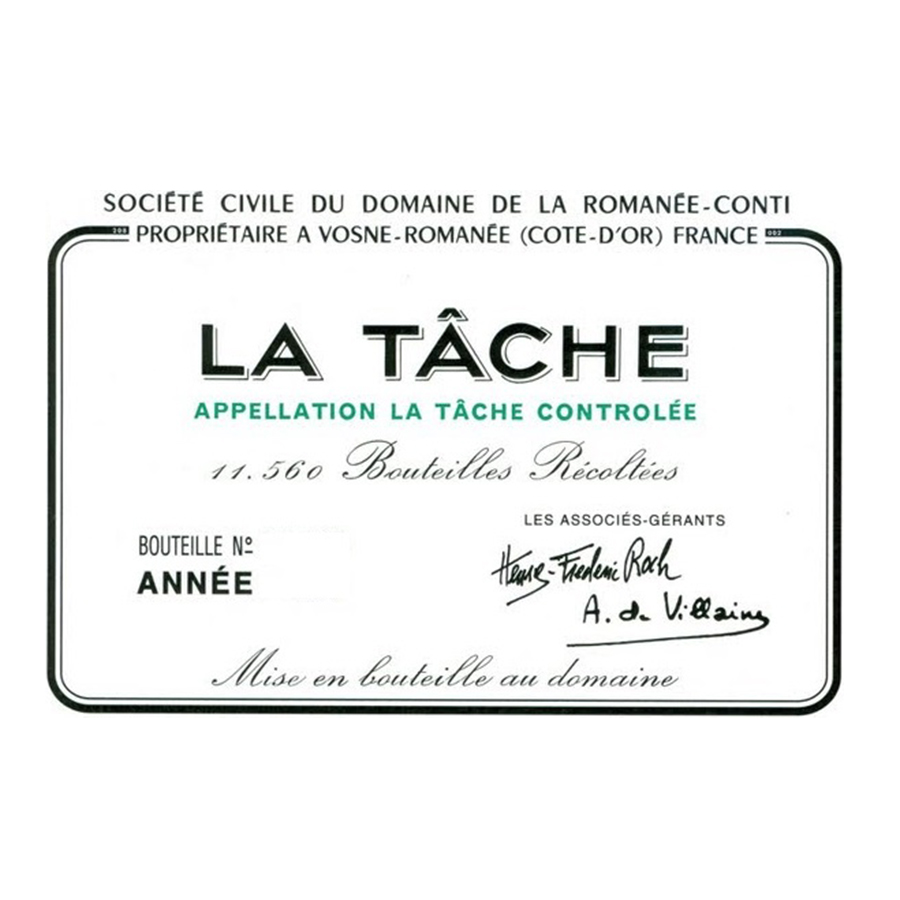 SOCIÉTÉ CIVILE DU DOMAINE DE LA ROMANÉE-CONTI
PROPRIÉTAIRE A VOSNE-ROMANÉE (COTE-D'OR) FRANCE
LA TÂCHE
APPELLATION LA TÂCHE CONTROLÉE
11.560 Bouteilles Récoltées
LES ASSOCIÉS-GÉRANTS
BOUTEILLE Nº
ANNÉE
Henry-Frédéric Roch
A. de Villaine
Mise en bouteille au domaine